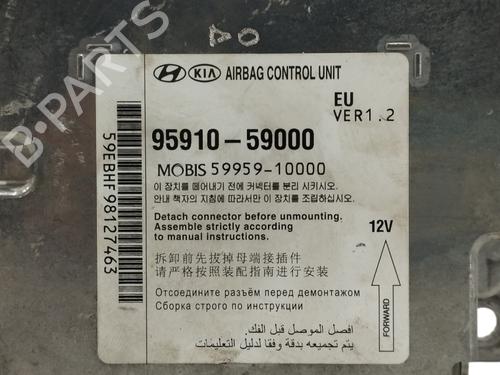 HYUNDAI KIA AIRBAG CONTROL UNIT
EU
VER1.2
95910-59000
MOBIS 59959-10000
이 장치를 떼어내기 전에 커넥터를 분리 시키시오.
안내 책자의 지침에 따라서만 이 장치를 조립하십시오.
Detach connector before unmounting.
Assemble strictly according
to manual instructions.
12V
拆卸前先拔掉母端接插件
请严格按照装配指南进行安装
Отсоедините разъём перед демонтажом
Сборка строго по инструкции
افصل الموصل قبل الفك.
يتم تجميعه بدقة وفقا لدليل التعليمات.
FORWARD
59EBHF98127463
B-PARTS